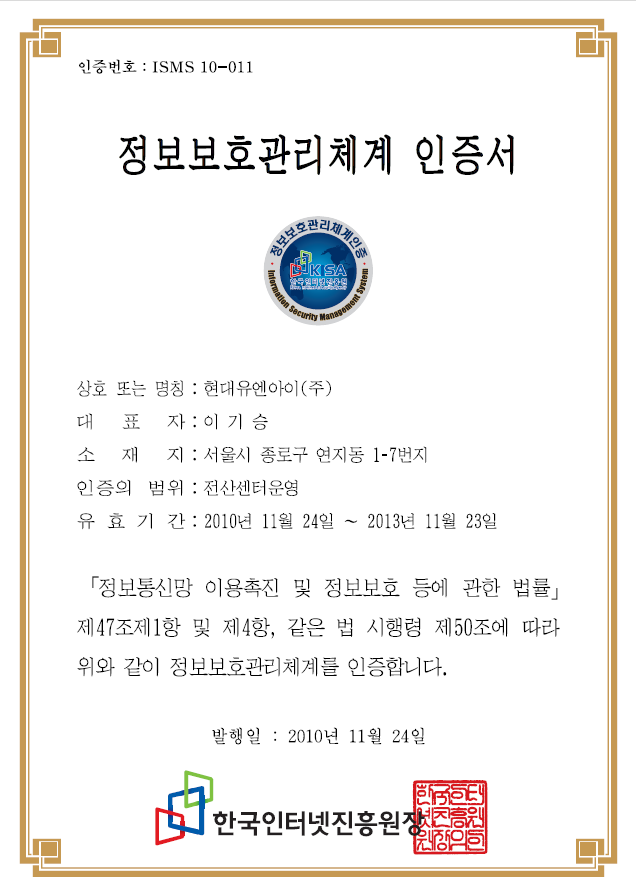 인증번호 : ISMS 10-011
정보보호관리체계 인증서
정보보호관리체계인증
KISA
한국인터넷진흥원
Information Security Management System
상호 또는 명칭 : 현대유엔아이(주)
대 표 자 : 이 기 승
소 재 지 : 서울시 종로구 연지동 1-7번지
인증의 범위 : 전산센터운영
유 효 기 간 : 2010년 11월 24일 ~ 2013년 11월 23일
「정보통신망 이용촉진 및 정보보호 등에 관한 법률」
제47조제1항 및 제4항, 같은 법 시행령 제50조에 따라
위와 같이 정보보호관리체계를 인증합니다.
발행일 : 2010년 11월 24일
한국인터넷진흥원장